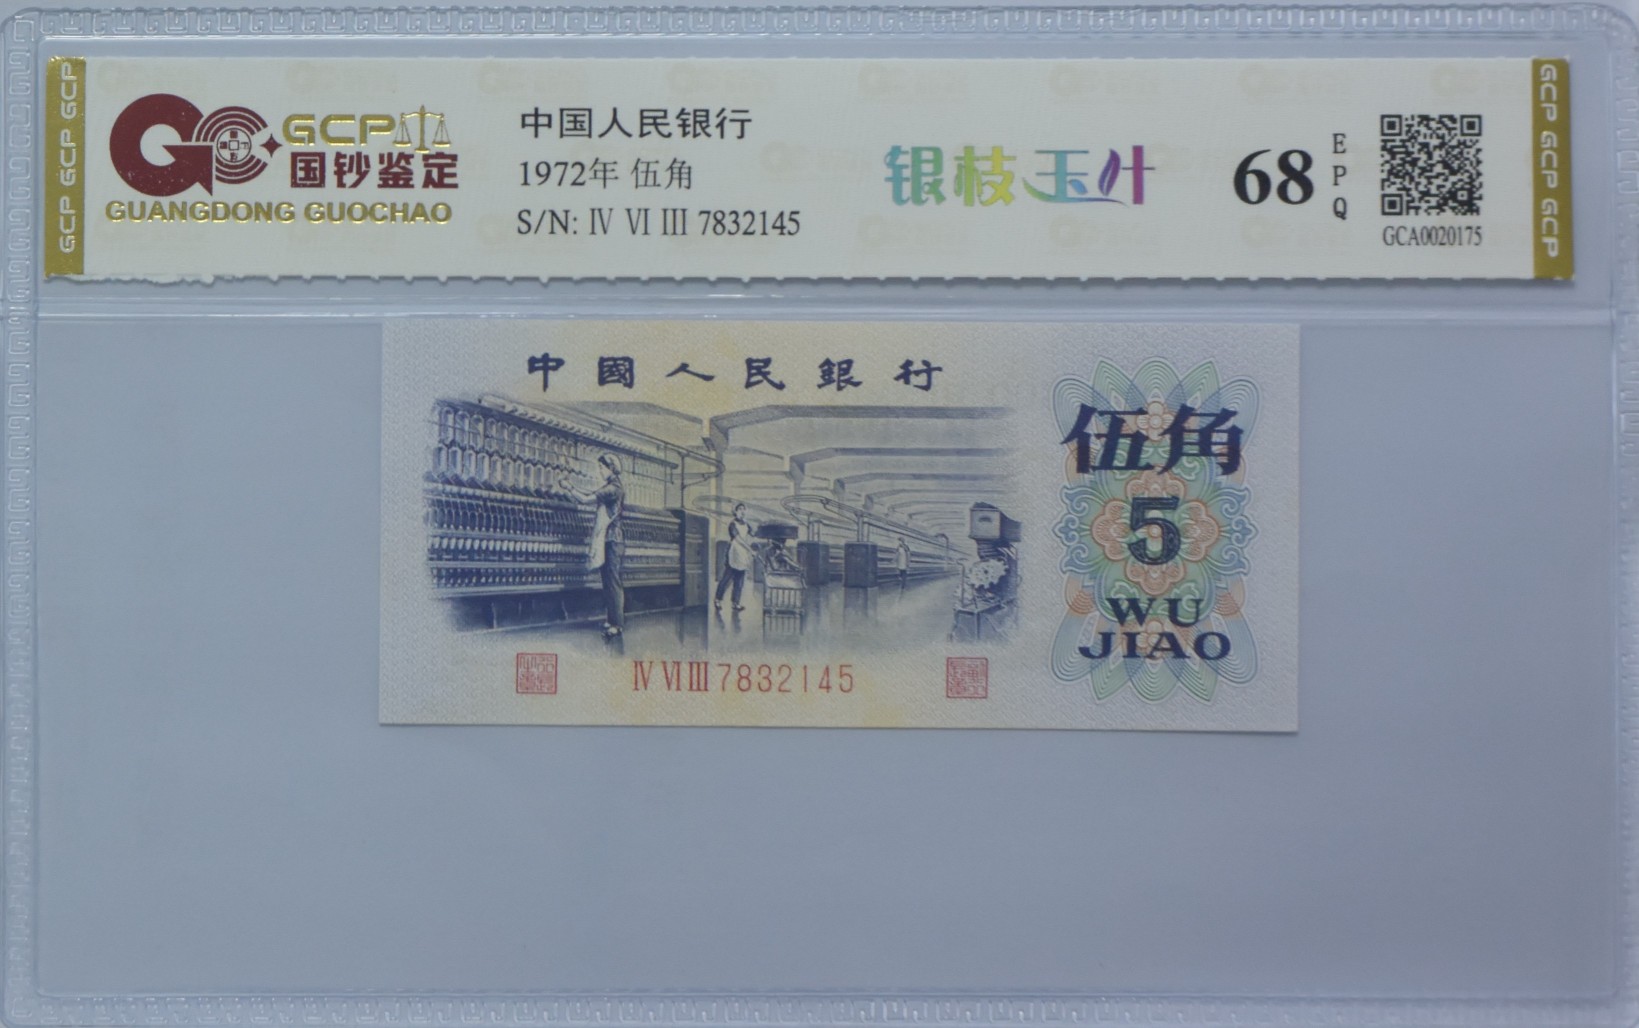 GCP GCP GCP
GCP
国钞鉴定
GUANGDONG GUOCHAO
中国人民银行
1972年 伍角
S/N: Ⅳ Ⅵ Ⅲ 7832145
银枝玉叶
68
EPQ
GCA0020175
GCP GCP GCP
中國人民銀行
伍角
5
WU
JIAO
Ⅳ Ⅵ Ⅲ 7832145